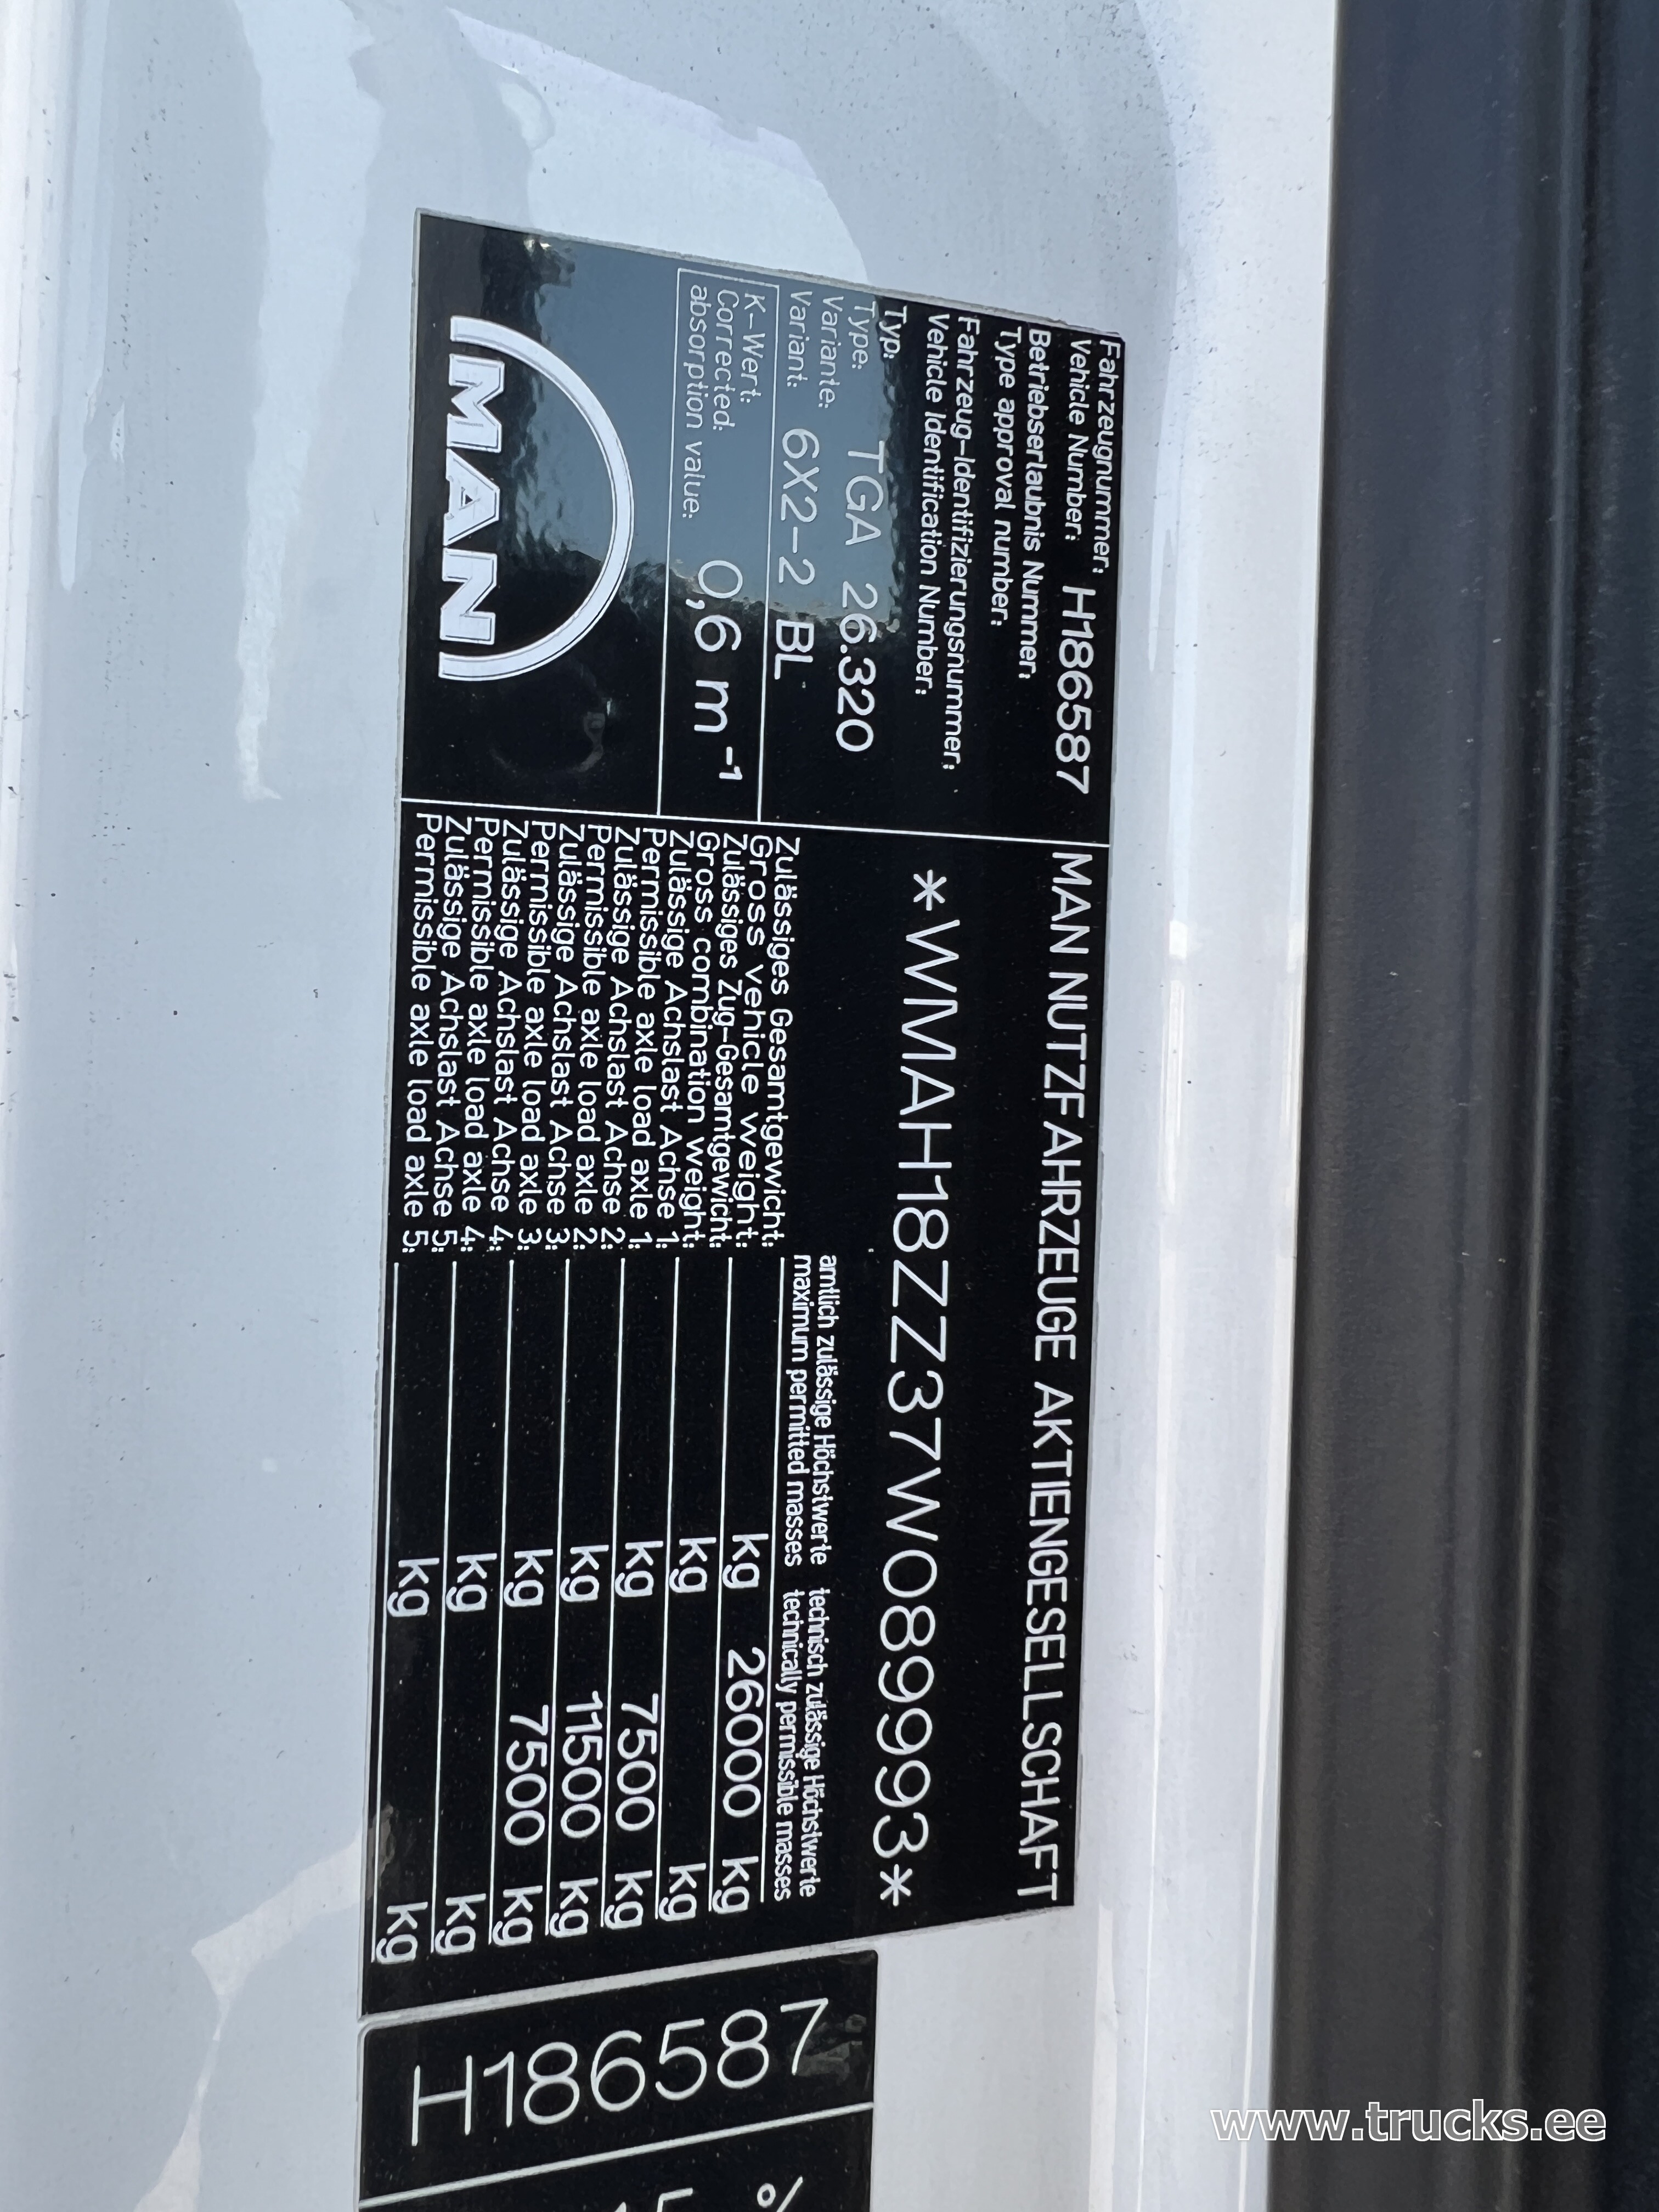 Fahrzeugnummer:
Vehicle Number: H186587
MAN NUTZFAHRZEUGE AKTIENGESELLSCHAFT
Betriebserlaubnis Nummer:
Type approval number:
Fahrzeug-Identifizierungsnummer:
Vehicle Identification Number:
*WMAH18ZZ37W089993*
Typ:
Type: TGA 26.320
Variante:
Variant: 6X2-2 BL
K-Wert:
Corrected:
absorption value: 0,6 m⁻¹
MAN
amtlich zulässige Höchstwerte technisch zulässige Höchstwerte
maximum permitted masses technically permissible masses
Zulässiges Gesamtgewicht:
Gross vehicle weight: kg 26000 kg
Zulässiges Zug-Gesamtgewicht:
Gross combination weight: kg kg
Zulässige Achslast Achse 1:
Permissible axle load axle 1: kg 7500 kg
Zulässige Achslast Achse 2:
Permissible axle load axle 2: kg 11500 kg
Zulässige Achslast Achse 3:
Permissible axle load axle 3: kg 7500 kg
Zulässige Achslast Achse 4:
Permissible axle load axle 4: kg kg
Zulässige Achslast Achse 5:
Permissible axle load axle 5: kg kg
H186587
%
www.trucks.ee